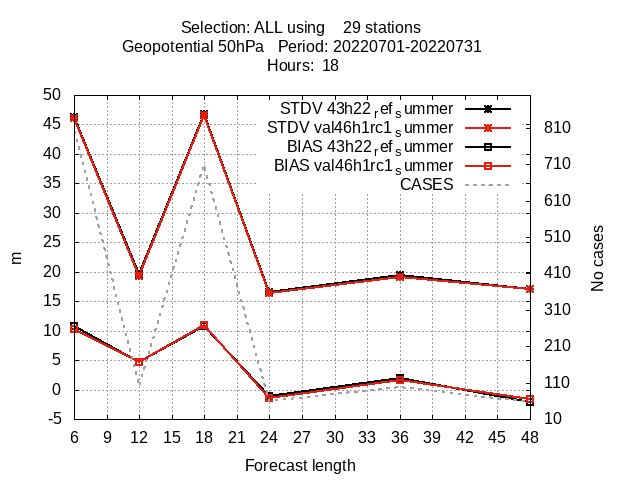 Selection: ALL using    29 stations
Geopotential 50hPa   Period: 20220701-20220731
Hours: 18
STDV 43h22_ref_summer
STDV val46h1rc1_summer
BIAS 43h22_ref_summer
BIAS val46h1rc1_summer
CASES
50
45
40
35
30
25
20
15
10
5
0
-5
m
810
710
610
510
410
310
210
110
10
No cases
6 9 12 15 18 21 24 27 30 33 36 39 42 45 48
Forecast length